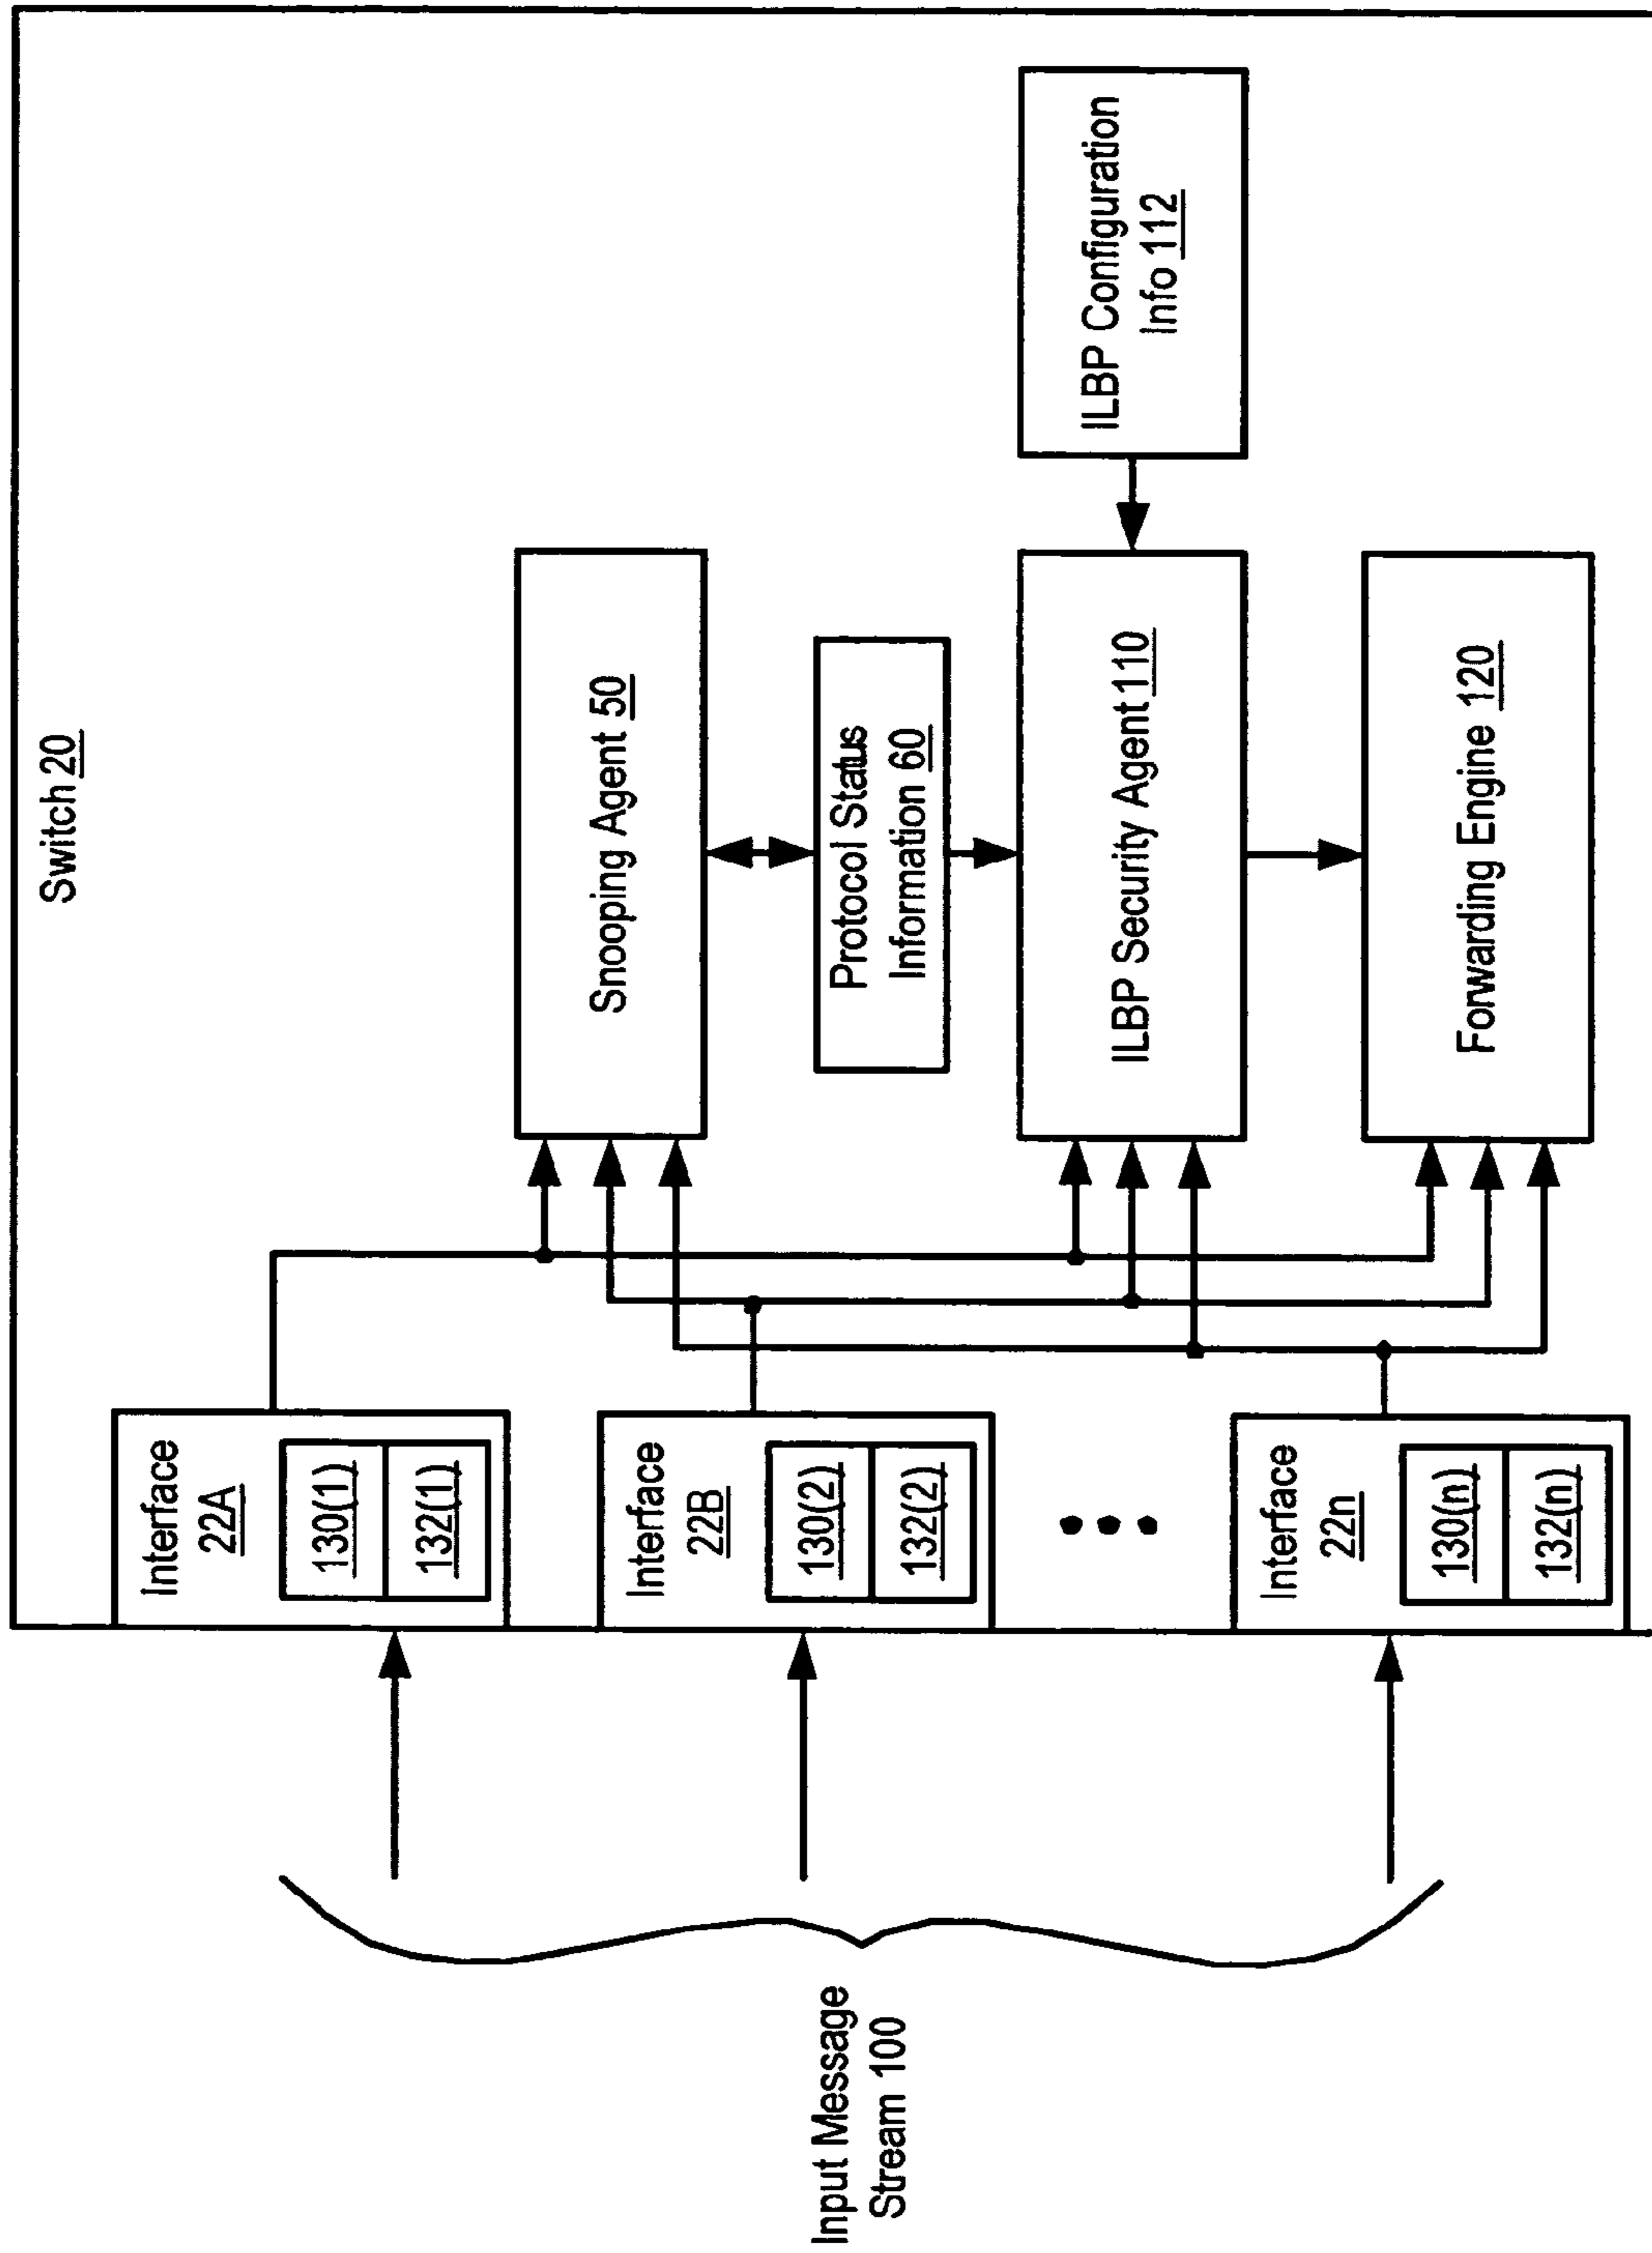 Switch 20
Interface
22A
130(1)
132(1)
Interface
22B
130(2)
132(2)
Interface
22n
130(n)
132(n)
Input Message
Stream 100
Snooping Agent 50
Protocol Status
Information 60
ILBP Security Agent 110
Forwarding Engine 120
ILBP Configuration
Info 112